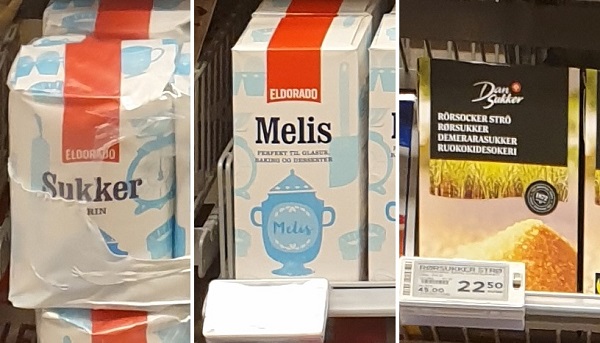 ELDORADO
Sukker
RIN
ELDORADO
Melis
PERFEKT TIL GLASUR,
BAKING OG DESSERTER
Melis
Dan
Sukker
RÖRSOCKER STRÖ
RØRSUKKER
DEMERARASUKKER
RUOKOKIDESOKERI
RØRSUKKER STRØ
45.00
22 50